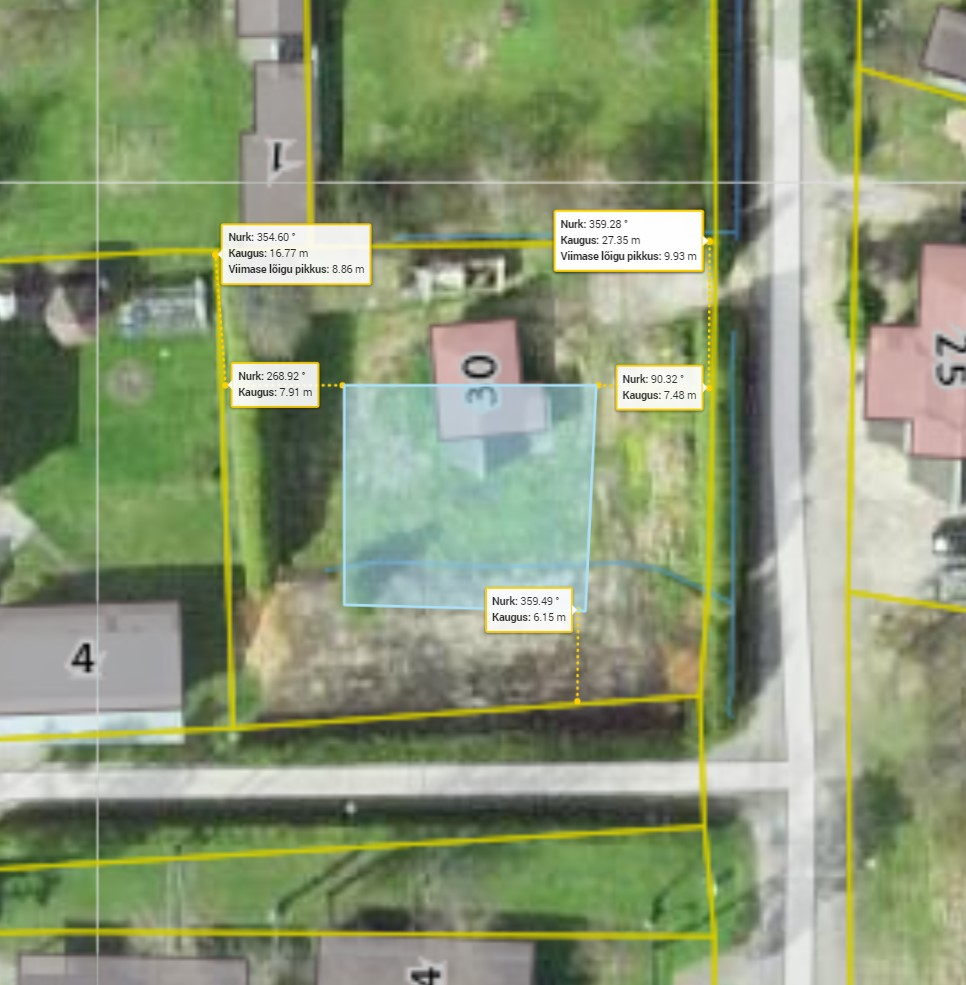 1
Nurk: 354.60 °
Kaugus: 16.77 m
Viimase lõigu pikkus: 8.86 m
Nurk: 359.28 °
Kaugus: 27.35 m
Viimase lõigu pikkus: 9.93 m
Nurk: 268.92 °
Kaugus: 7.91 m
30
Nurk: 90.32 °
Kaugus: 7.48 m
25
Nurk: 359.49 °
Kaugus: 6.15 m
4
4